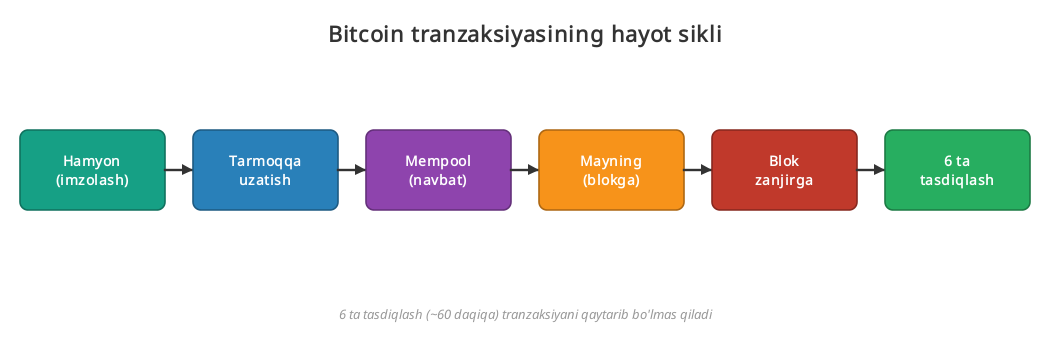 Bitcoin tranzaksiyasining hayot sikli
Hamyon
(imzolash)
Tarmoqqa
uzatish
Mempool
(navbat)
Mayning
(blokga)
Blok
zanjirga
6 ta
tasdiqlash
6 ta tasdiqlash (~60 daqiqa) tranzaksiyani qaytarib bo'lmas qiladi